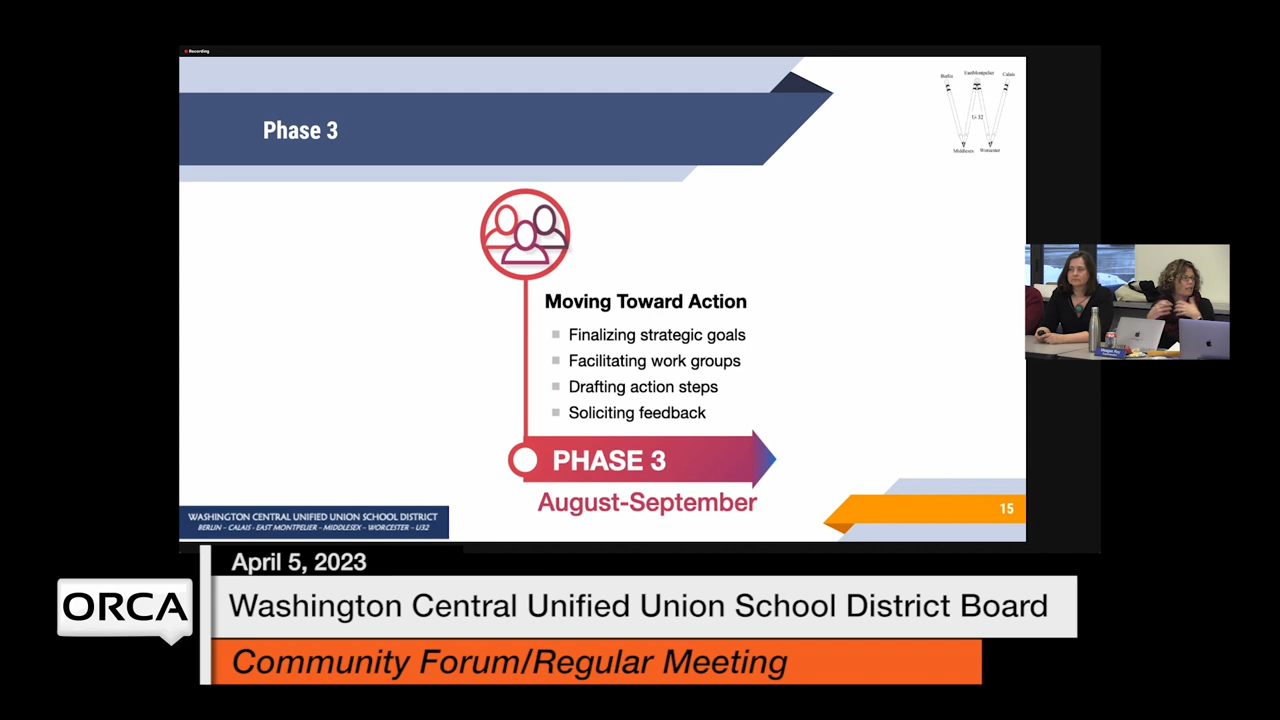 Recording
Phase 3
Berlin
EastMontpelier
Calais
U-32
Middlesex
Worcester
Moving Toward Action
Finalizing strategic goals
Facilitating work groups
Drafting action steps
Soliciting feedback
PHASE 3
August-September
WASHINGTON CENTRAL UNIFIED UNION SCHOOL DISTRICT
BERLIN – CALAIS - EAST MONTPELIER – MIDDLESEX – WORCESTER – U32
15
April 5, 2023
ORCA
Washington Central Unified Union School District Board
Community Forum/Regular Meeting